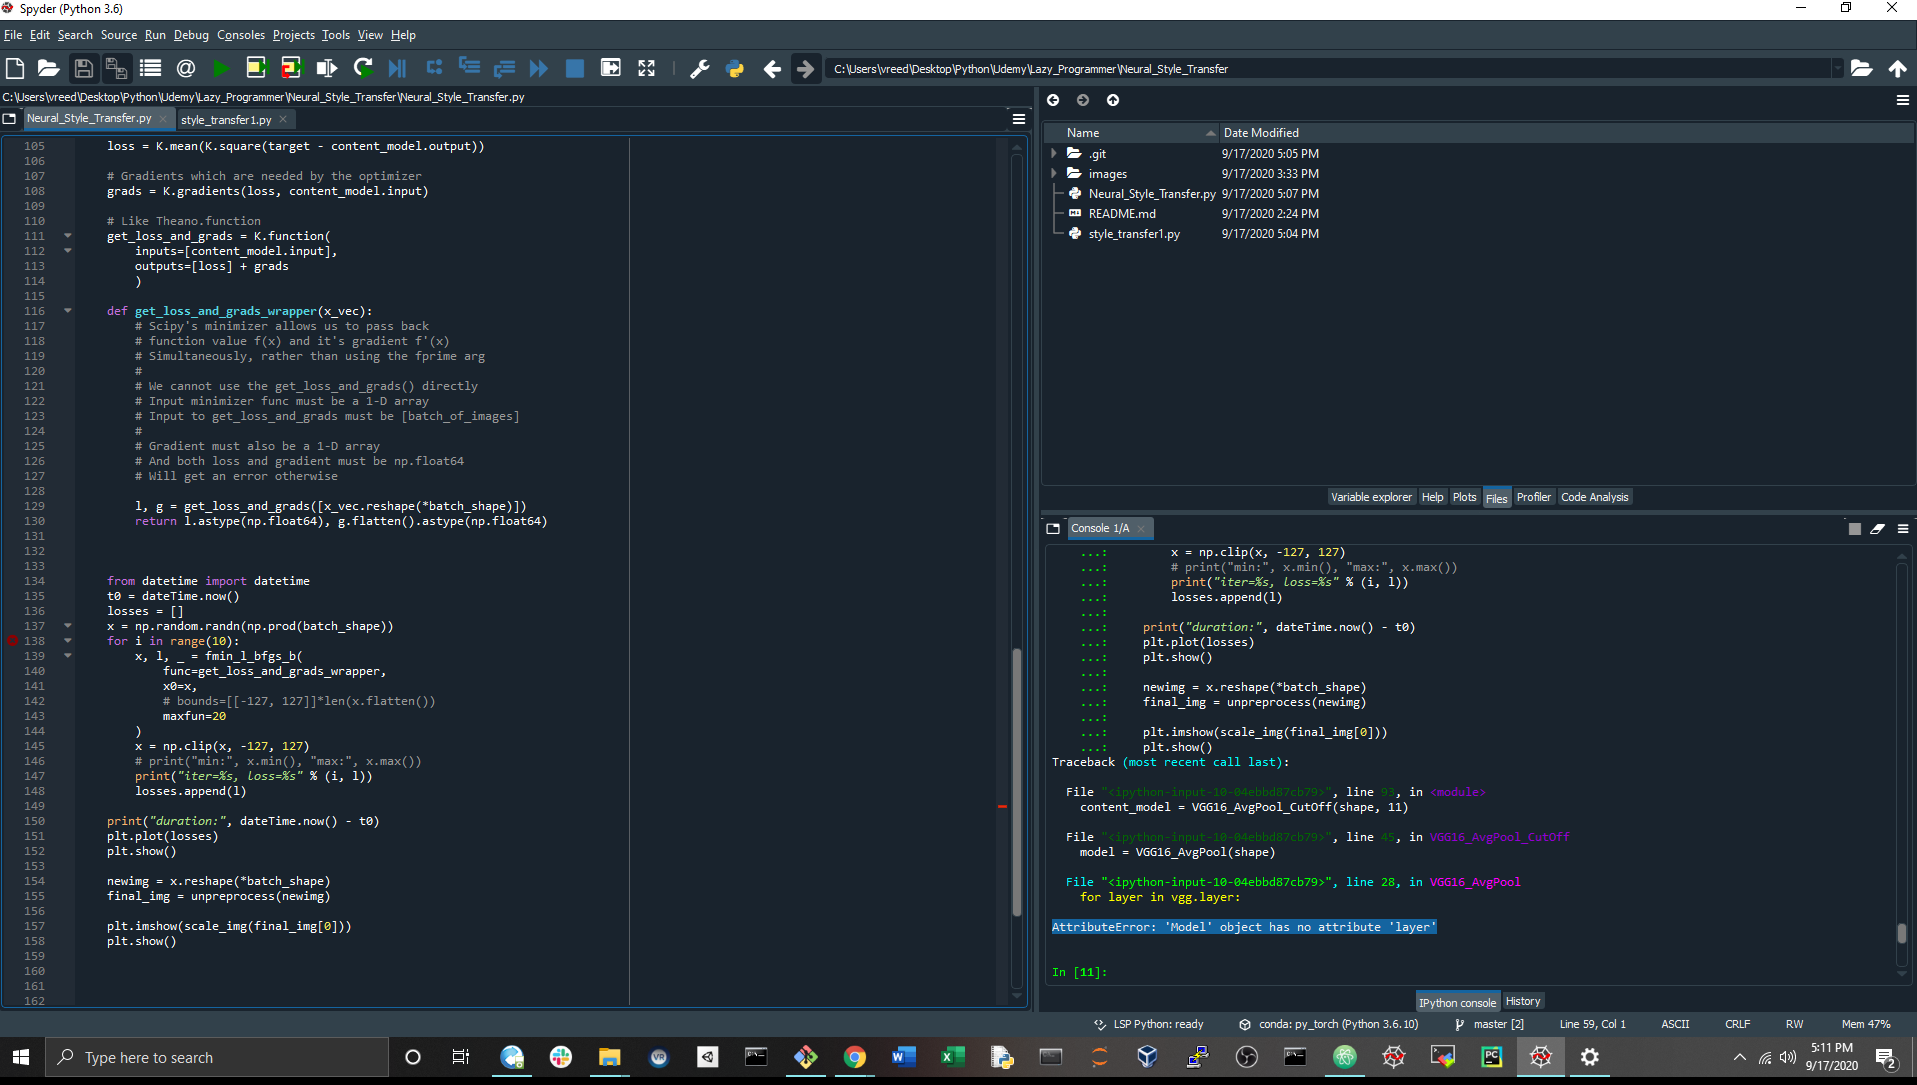 Spyder (Python 3.6)
File Edit Search Source Run Debug Consoles Projects Tools View Help
C:\Users\vreed\Desktop\Python\Udemy\Lazy_Programmer\Neural_Style_Transfer
C:\Users\vreed\Desktop\Python\Udemy\Lazy_Programmer\Neural_Style_Transfer\Neural_Style_Transfer.py
Neural_Style_Transfer.py style_transfer1.py
105 loss = K.mean(K.square(target - content_model.output))
106
107 # Gradients which are needed by the optimizer
108 grads = K.gradients(loss, content_model.input)
109
110 # Like Theano.function
111 get_loss_and_grads = K.function(
112 inputs=[content_model.input],
113 outputs=[loss] + grads
114 )
115
116 def get_loss_and_grads_wrapper(x_vec):
117 # Scipy's minimizer allows us to pass back
118 # function value f(x) and it's gradient f'(x)
119 # Simultaneously, rather than using the fprime arg
120 #
121 # We cannot use the get_loss_and_grads() directly
122 # Input minimizer func must be a 1-D array
123 # Input to get_loss_and_grads must be [batch_of_images]
124 #
125 # Gradient must also be a 1-D array
126 # And both loss and gradient must be np.float64
127 # Will get an error otherwise
128
129 l, g = get_loss_and_grads([x_vec.reshape(*batch_shape)])
130 return l.astype(np.float64), g.flatten().astype(np.float64)
131
132
133
134 from datetime import datetime
135 t0 = dateTime.now()
136 losses = []
137 x = np.random.randn(np.prod(batch_shape))
138 for i in range(10):
139 x, l, _ = fmin_l_bfgs_b(
140 func=get_loss_and_grads_wrapper,
141 x0=x,
142 # bounds=[[-127, 127]]*len(x.flatten())
143 maxfun=20
144 )
145 x = np.clip(x, -127, 127)
146 # print("min:", x.min(), "max:", x.max())
147 print("iter=%s, loss=%s" % (i, l))
148 losses.append(l)
149
150 print("duration:", dateTime.now() - t0)
151 plt.plot(losses)
152 plt.show()
153
154 newimg = x.reshape(*batch_shape)
155 final_img = unpreprocess(newimg)
156
157 plt.imshow(scale_img(final_img[0]))
158 plt.show()
159
160
161
162
Name Date Modified
.git 9/17/2020 5:05 PM
images 9/17/2020 3:33 PM
Neural_Style_Transfer.py 9/17/2020 5:07 PM
README.md 9/17/2020 2:24 PM
style_transfer1.py 9/17/2020 5:04 PM
Variable explorer Help Plots Files Profiler Code Analysis
Console 1/A
...: x = np.clip(x, -127, 127)
...: # print("min:", x.min(), "max:", x.max())
...: print("iter=%s, loss=%s" % (i, l))
...: losses.append(l)
...:
...: print("duration:", dateTime.now() - t0)
...: plt.plot(losses)
...: plt.show()
...:
...: newimg = x.reshape(*batch_shape)
...: final_img = unpreprocess(newimg)
...:
...: plt.imshow(scale_img(final_img[0]))
...: plt.show()
Traceback (most recent call last):
File "<ipython-input-10-04ebbd87cb79>", line 93, in <module>
content_model = VGG16_AvgPool_CutOff(shape, 11)
File "<ipython-input-10-04ebbd87cb79>", line 45, in VGG16_AvgPool_CutOff
model = VGG16_AvgPool(shape)
File "<ipython-input-10-04ebbd87cb79>", line 28, in VGG16_AvgPool
for layer in vgg.layer:
AttributeError: 'Model' object has no attribute 'layer'
In [11]:
IPython console History
LSP Python: ready conda: py_torch (Python 3.6.10) master [2] Line 59, Col 1 ASCII CRLF RW Mem 47%
Type here to search
5:11 PM
9/17/2020
2